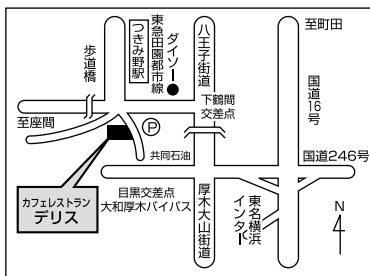 歩道橋
つきみ野駅
東急田園都市線
ダイソー
八王子街道
至町田
国道16号
下鶴間
交差点
至座間
P
共同石油
国道246号
カフェレストラン
デリス
目黒交差点
大和厚木バイパス
厚木大山街道
東名横浜
インター
N